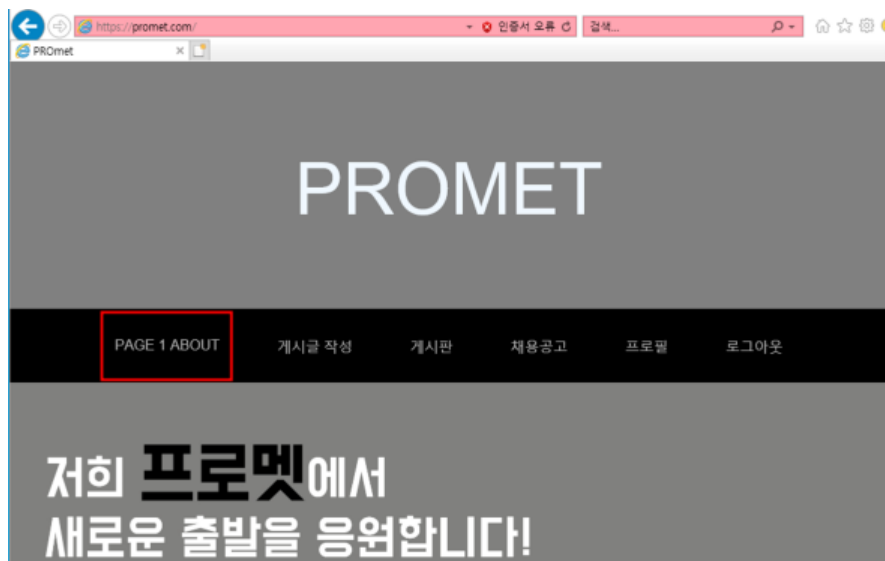 https://promet.com/ 인증서 오류 검색...
PROmet
PROMET
PAGE 1 ABOUT 게시글 작성 게시판 채용공고 프로필 로그아웃
저희 프로멧에서
새로운 출발을 응원합니다!